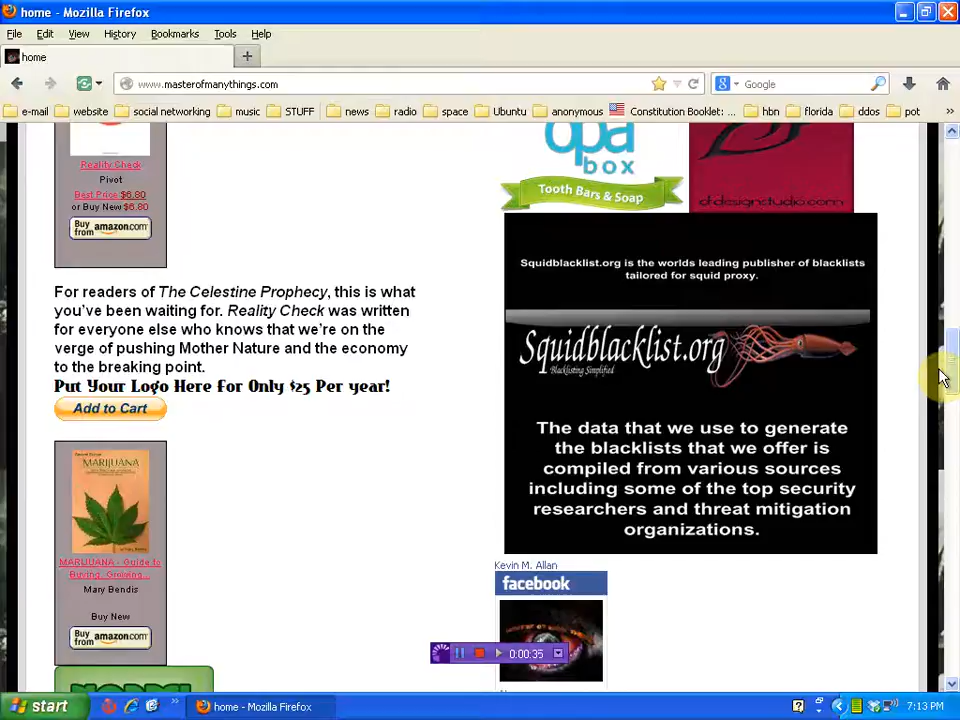 home - Mozilla Firefox
File Edit View History Bookmarks Tools Help
home
www.masterofmanythings.com
Google
e-mail website social networking music STUFF news radio space Ubuntu anonymous Constitution Booklet: ... hbn florida ddos pot »
Reality Check
Pivot
Best Price $6.80
or Buy New $6.80
Buy from amazon.com
opa
box
Tooth Bars & Soap
dfdesignstudio.com
Squidblacklist.org is the worlds leading publisher of blacklists
tailored for squid proxy.
Squidblacklist.org
Blacklisting Simplified
The data that we use to generate
the blacklists that we offer is
compiled from various sources
including some of the top security
researchers and threat mitigation
organizations.
For readers of The Celestine Prophecy, this is what
you've been waiting for. Reality Check was written
for everyone else who knows that we're on the
verge of pushing Mother Nature and the economy
to the breaking point.
Put Your Logo Here for Only $25 Per year!
Add to Cart
MARIJUANA
MARIJUANA - Guide to
Buying, Growing...
Mary Bendis
Buy New
Buy from amazon.com
Kevin M. Allan
facebook
0:00:35
start
home - Mozilla Firefox
7:13 PM